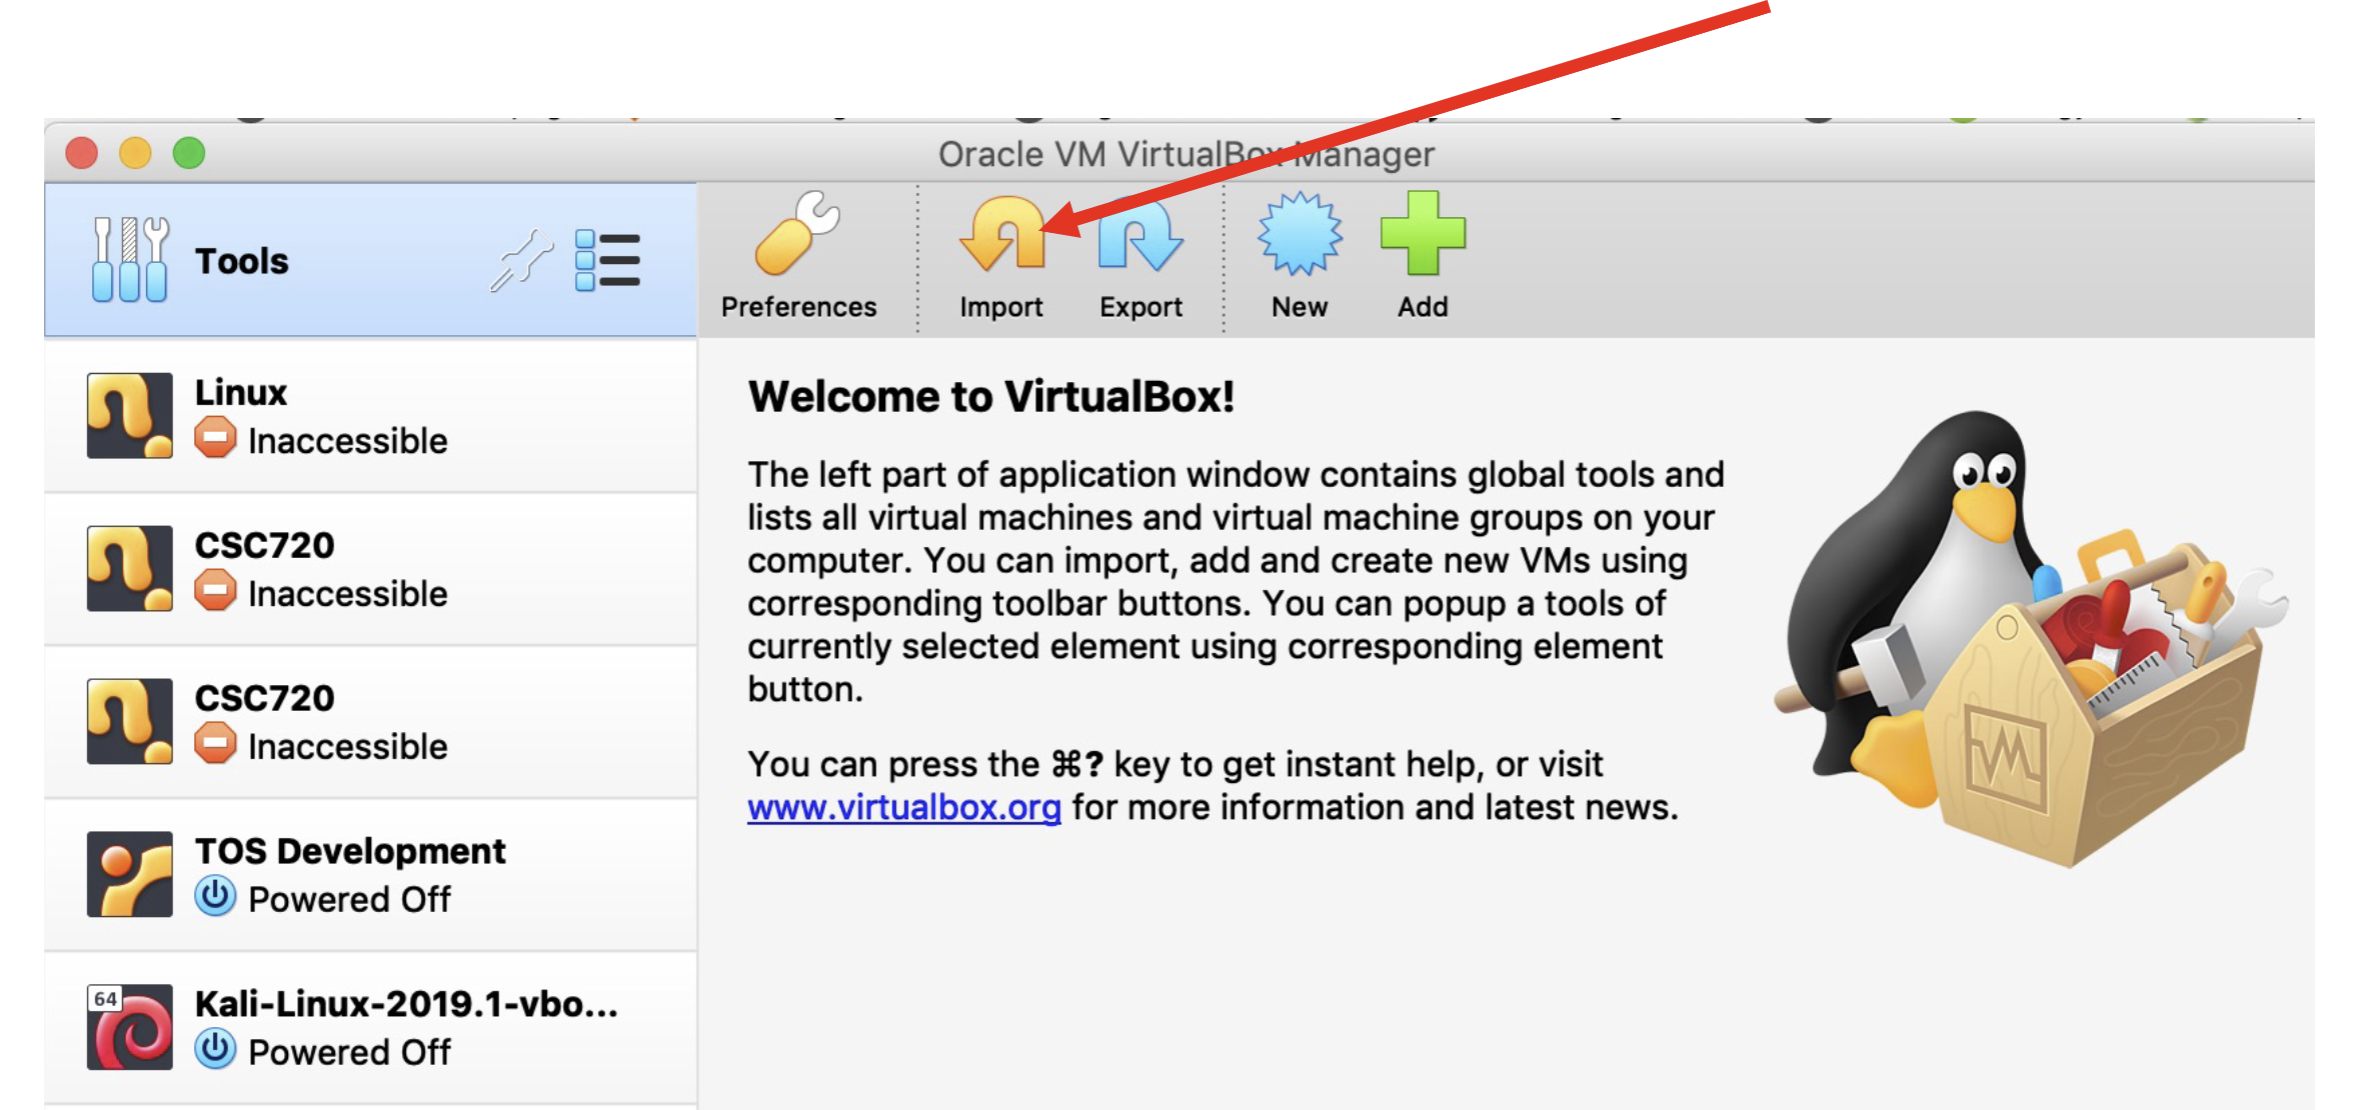 Oracle VM VirtualBox Manager
Tools
Preferences
Import
Export
New
Add
Linux
Inaccessible
CSC720
Inaccessible
CSC720
Inaccessible
TOS Development
Powered Off
64
Kali-Linux-2019.1-vbo...
Powered Off
Welcome to VirtualBox!
The left part of application window contains global tools and
lists all virtual machines and virtual machine groups on your
computer. You can import, add and create new VMs using
corresponding toolbar buttons. You can popup a tools of
currently selected element using corresponding element
button.
You can press the ⌘? key to get instant help, or visit
www.virtualbox.org for more information and latest news.